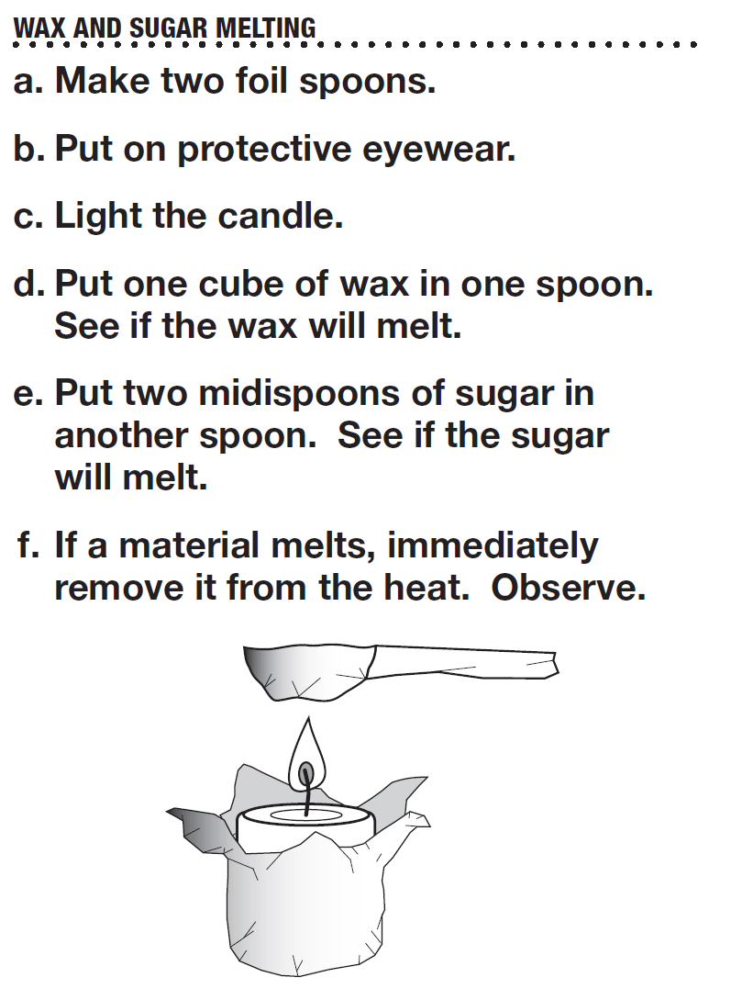 WAX AND SUGAR MELTING
a. Make two foil spoons.
b. Put on protective eyewear.
c. Light the candle.
d. Put one cube of wax in one spoon.
See if the wax will melt.
e. Put two midispoons of sugar in
another spoon.  See if the sugar
will melt.
f. If a material melts, immediately
remove it from the heat.  Observe.